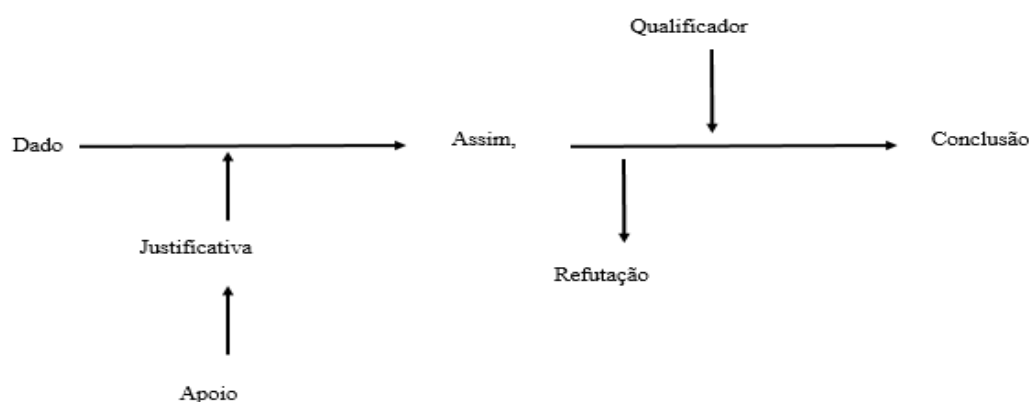 Qualificador
Dado
Assim,
Conclusão
Justificativa
Refutação
Apoio